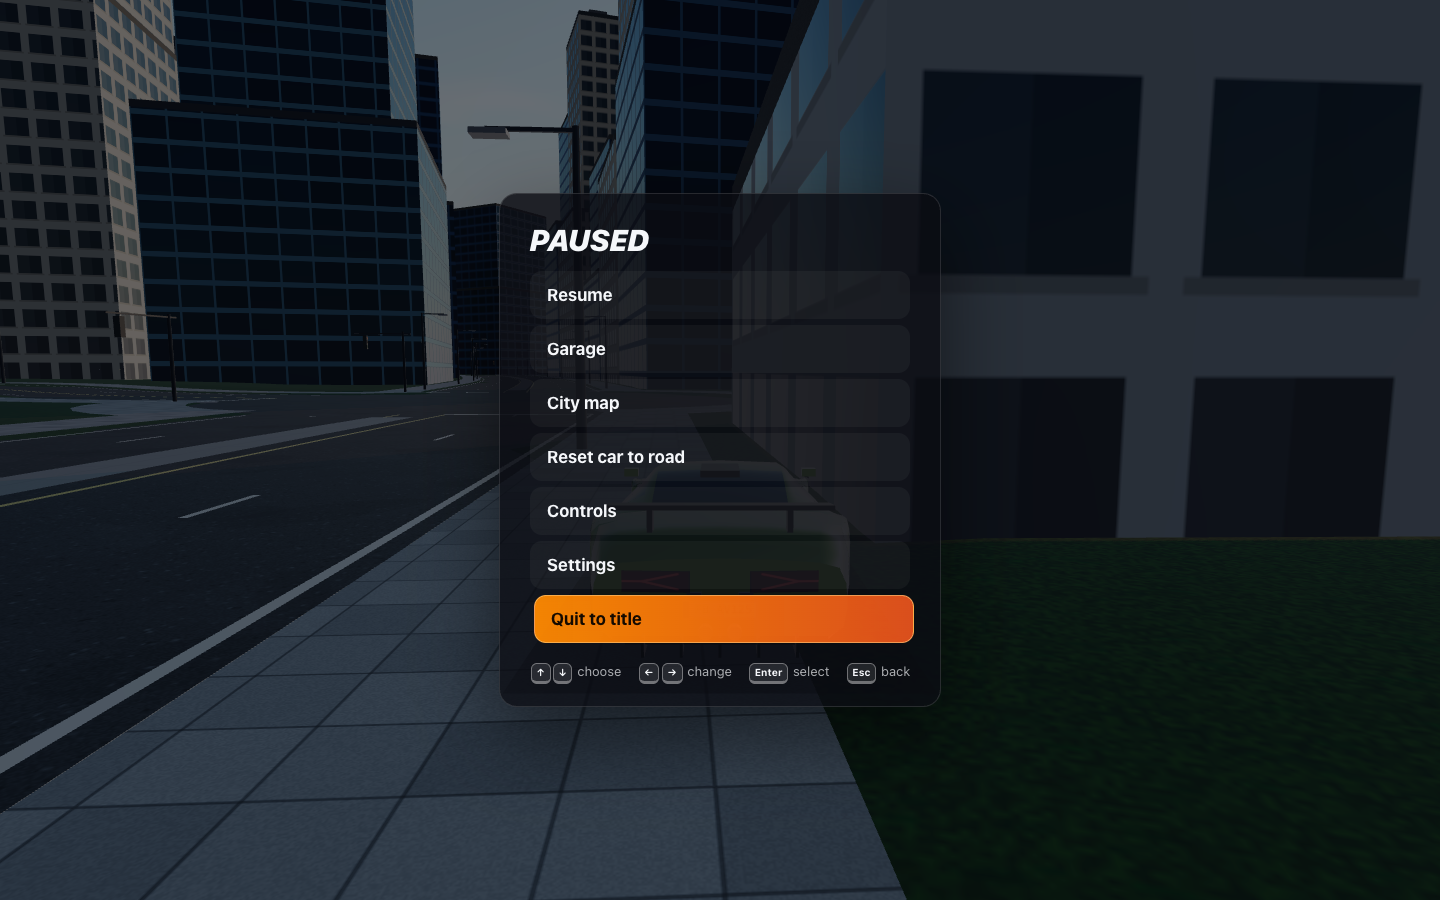 PAUSED
Resume
Garage
City map
Reset car to road
Controls
Settings
Quit to title
↑ ↓ choose ← → change Enter select Esc back